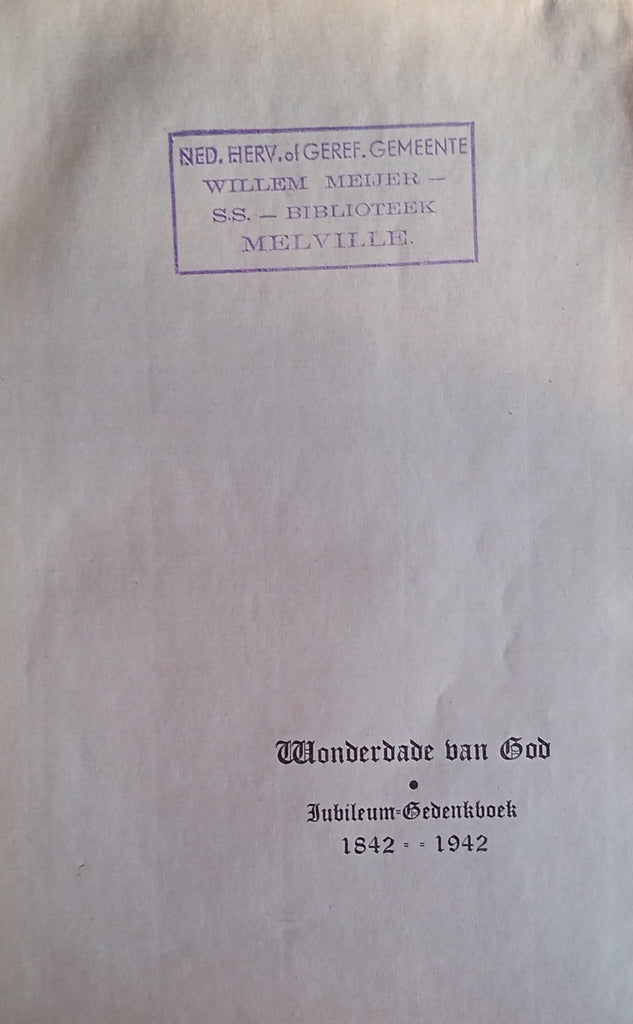 NED. HERV. of GEREF. GEMEENTE
WILLEM MEIJER –
S.S. – BIBLIOTEEK
MELVILLE.
Wonderdade van God
•
Jubileum=Gedenkboek
1842 = = 1942